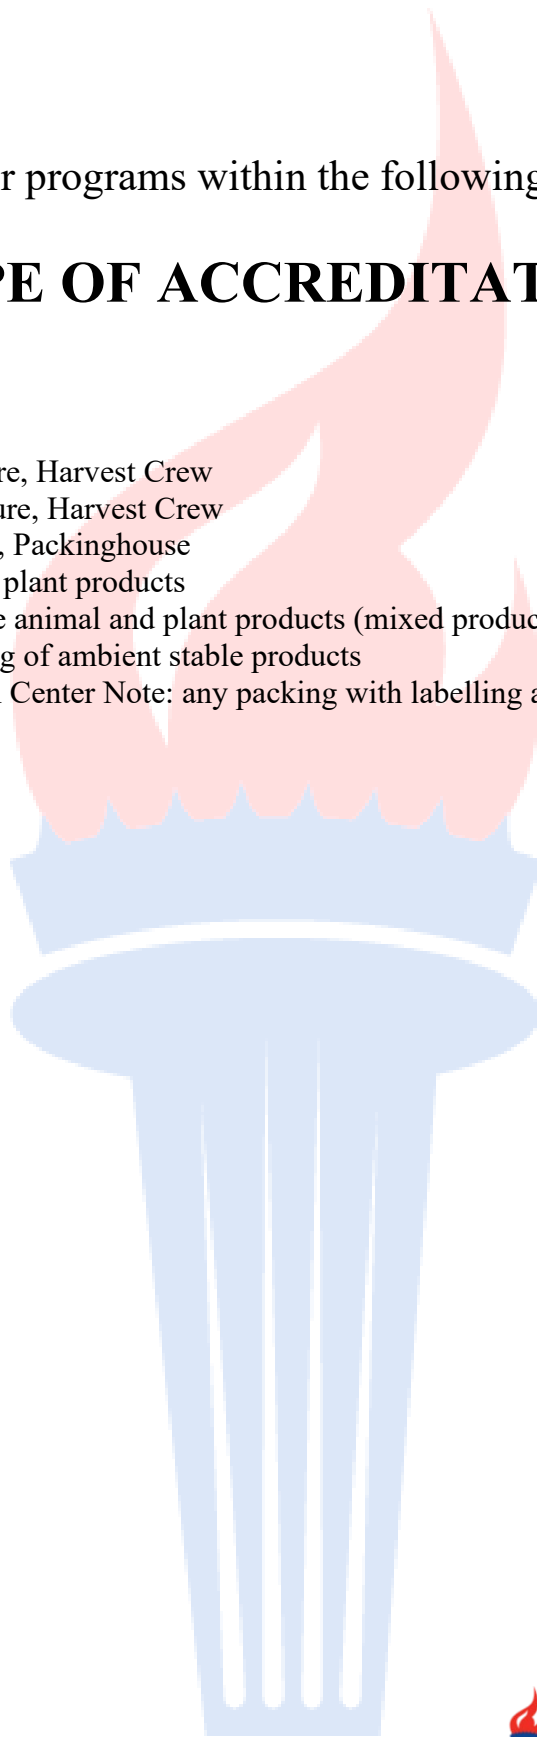 r programs within the following
PE OF ACCREDITAT
re, Harvest Crew
ure, Harvest Crew
, Packinghouse
plant products
e animal and plant products (mixed produc
g of ambient stable products
Center Note: any packing with labelling a